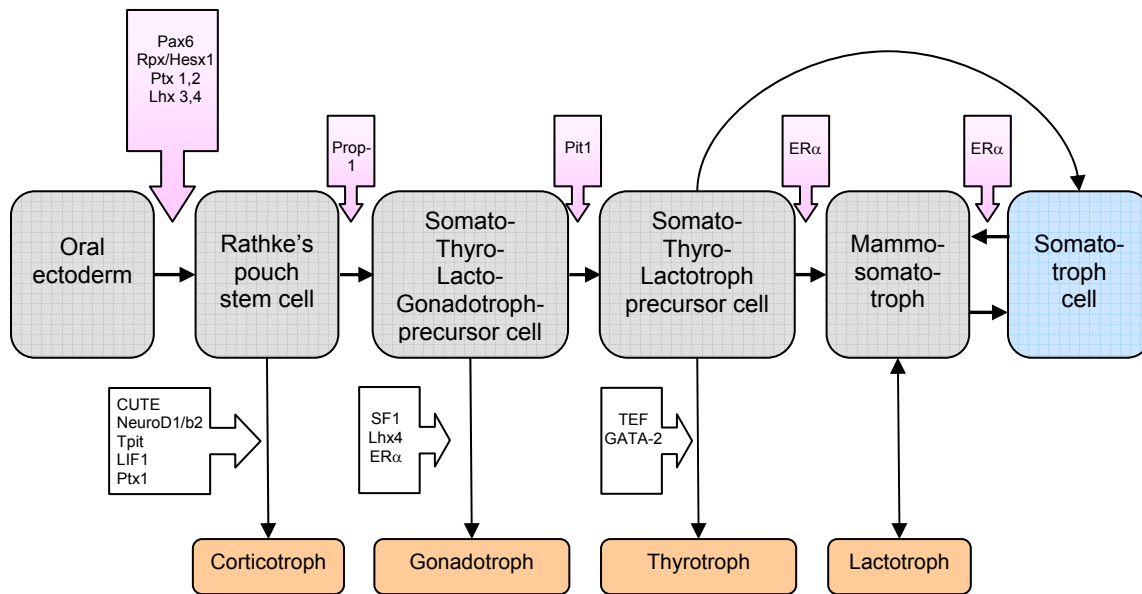 Pax6
Rpx/Hesx1
Ptx 1,2
Lhx 3,4
Prop-
1
Pit1
ERα
ERα
Oral
ectoderm
Rathke’s
pouch
stem cell
Somato-
Thyro-
Lacto-
Gonadotroph-
precursor cell
Somato-
Thyro-
Lactotroph
precursor cell
Mammo-
somato-
troph
Somato-
troph
cell
CUTE
NeuroD1/b2
Tpit
LIF1
Ptx1
SF1
Lhx4
ERα
TEF
GATA-2
Corticotroph
Gonadotroph
Thyrotroph
Lactotroph